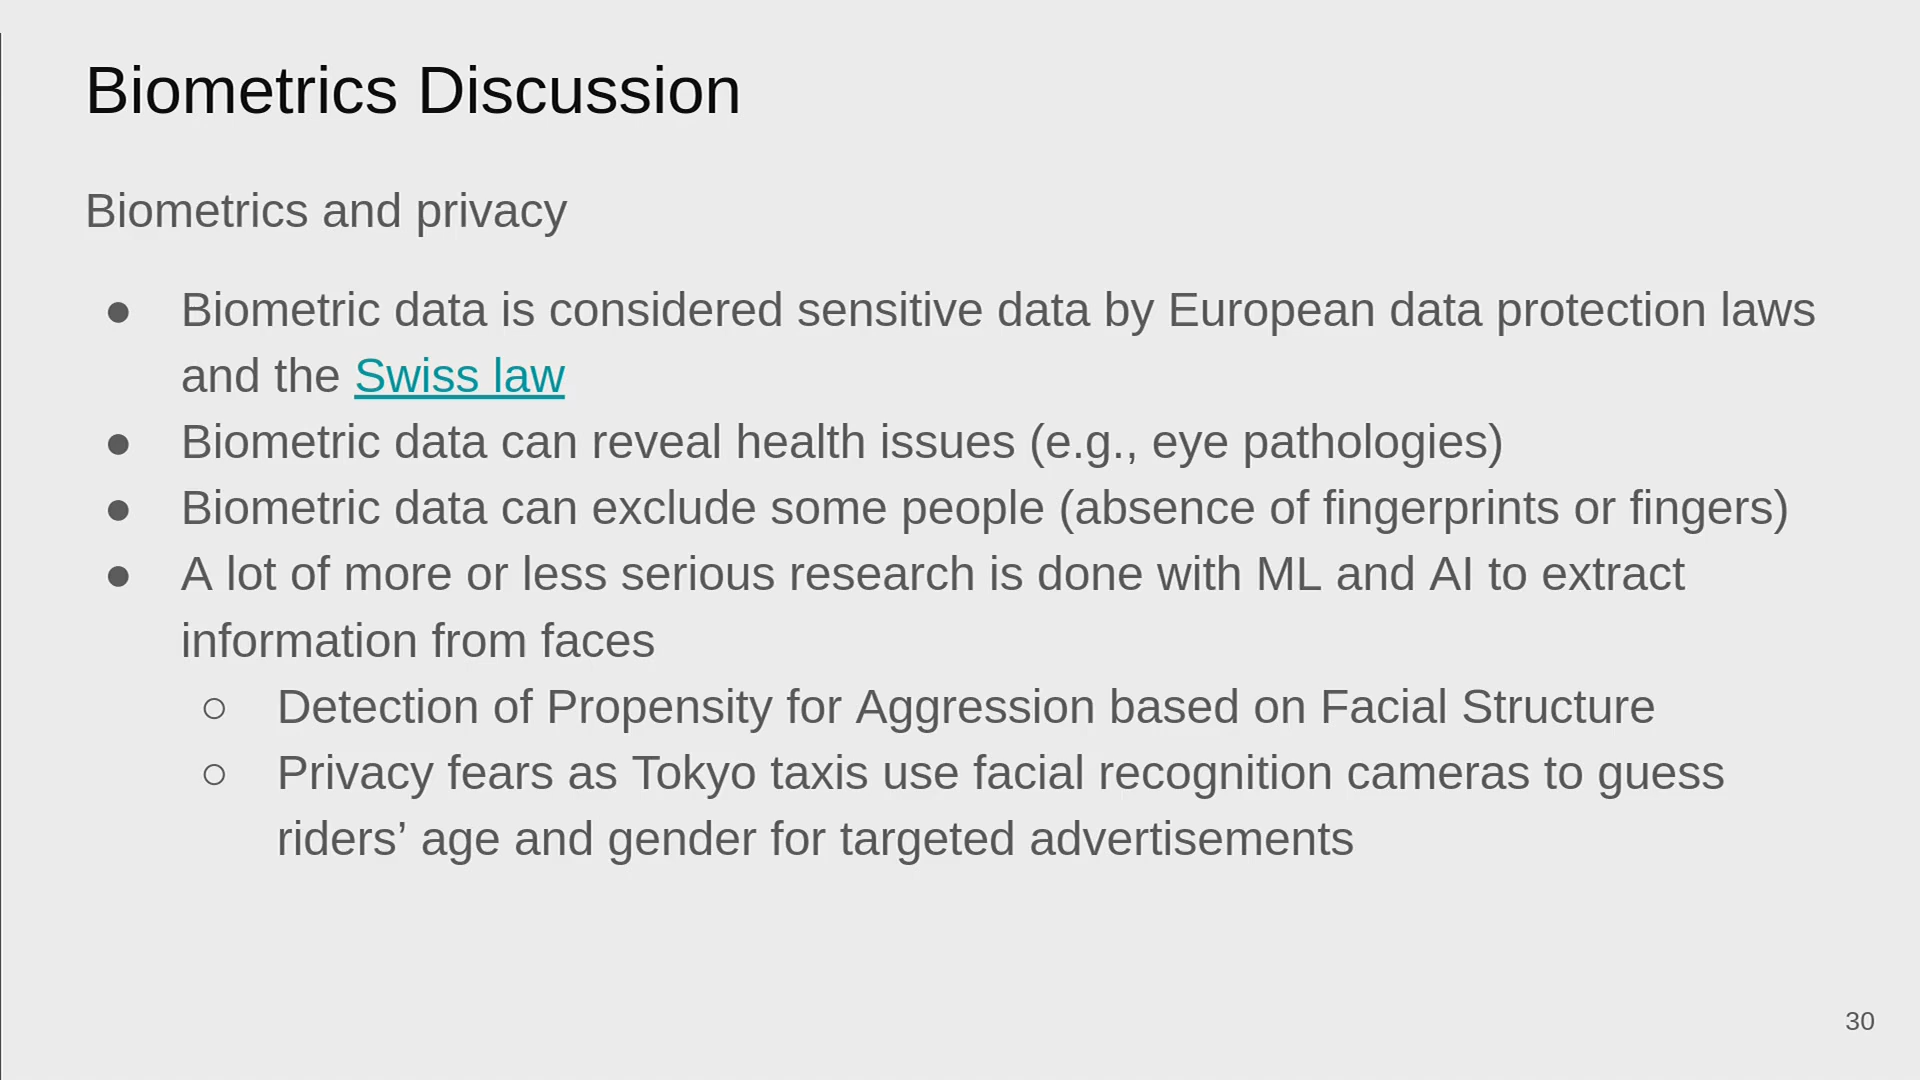 Biometrics Discussion
Biometrics and privacy
● Biometric data is considered sensitive data by European data protection laws
and the Swiss law
● Biometric data can reveal health issues (e.g., eye pathologies)
● Biometric data can exclude some people (absence of fingerprints or fingers)
● A lot of more or less serious research is done with ML and AI to extract
information from faces
○ Detection of Propensity for Aggression based on Facial Structure
○ Privacy fears as Tokyo taxis use facial recognition cameras to guess
riders’ age and gender for targeted advertisements
30